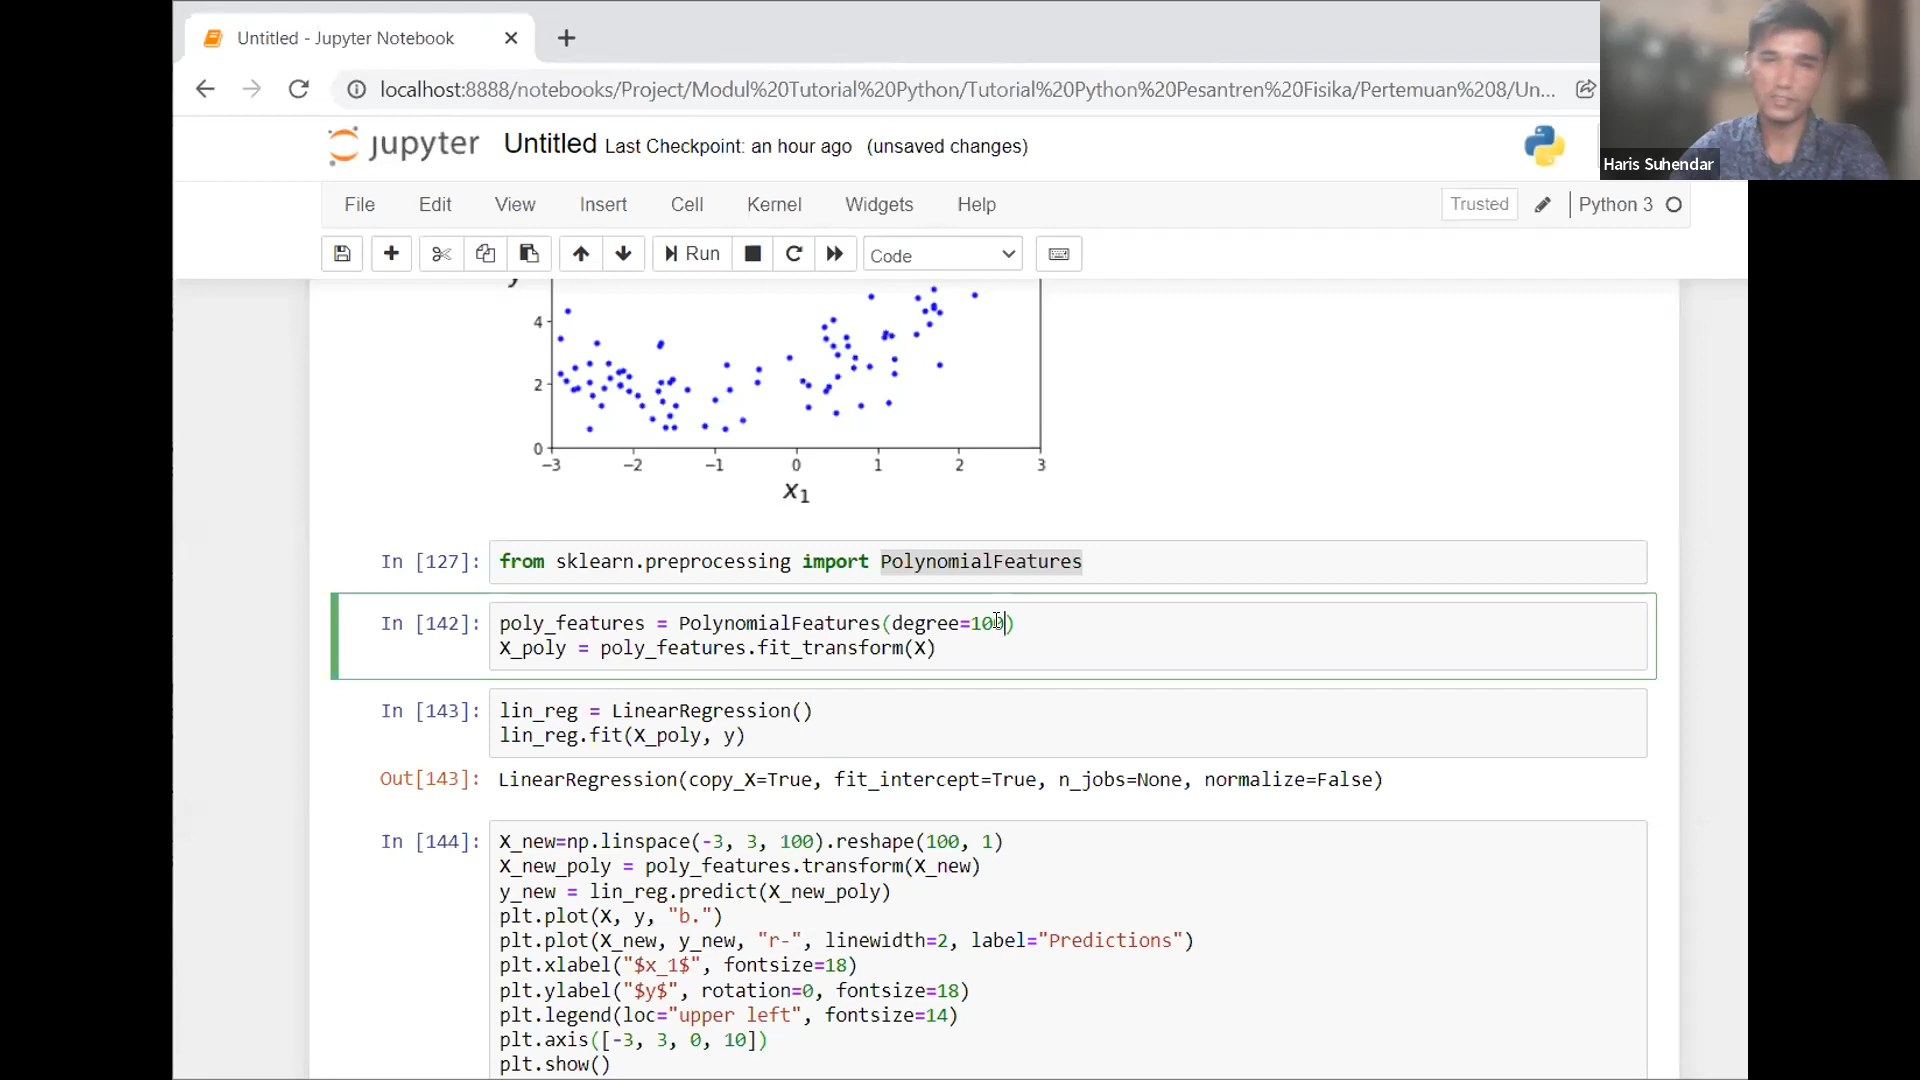 Untitled - Jupyter Notebook
localhost:8888/notebooks/Project/Modul%20Tutorial%20Python/Tutorial%20Python%20Pesantren%20Fisika/Pertemuan%208/Un...
jupyter Untitled Last Checkpoint: an hour ago (unsaved changes)
Haris Suhendar
File Edit View Insert Cell Kernel Widgets Help Trusted Python 3
Run Code
4
2
0
-3 -2 -1 0 1 2 3
x1
In [127]: from sklearn.preprocessing import PolynomialFeatures
In [142]: poly_features = PolynomialFeatures(degree=100)
X_poly = poly_features.fit_transform(X)
In [143]: lin_reg = LinearRegression()
lin_reg.fit(X_poly, y)
Out[143]: LinearRegression(copy_X=True, fit_intercept=True, n_jobs=None, normalize=False)
In [144]: X_new=np.linspace(-3, 3, 100).reshape(100, 1)
X_new_poly = poly_features.transform(X_new)
y_new = lin_reg.predict(X_new_poly)
plt.plot(X, y, "b.")
plt.plot(X_new, y_new, "r-", linewidth=2, label="Predictions")
plt.xlabel("$x_1$", fontsize=18)
plt.ylabel("$y$", rotation=0, fontsize=18)
plt.legend(loc="upper left", fontsize=14)
plt.axis([-3, 3, 0, 10])
plt.show()